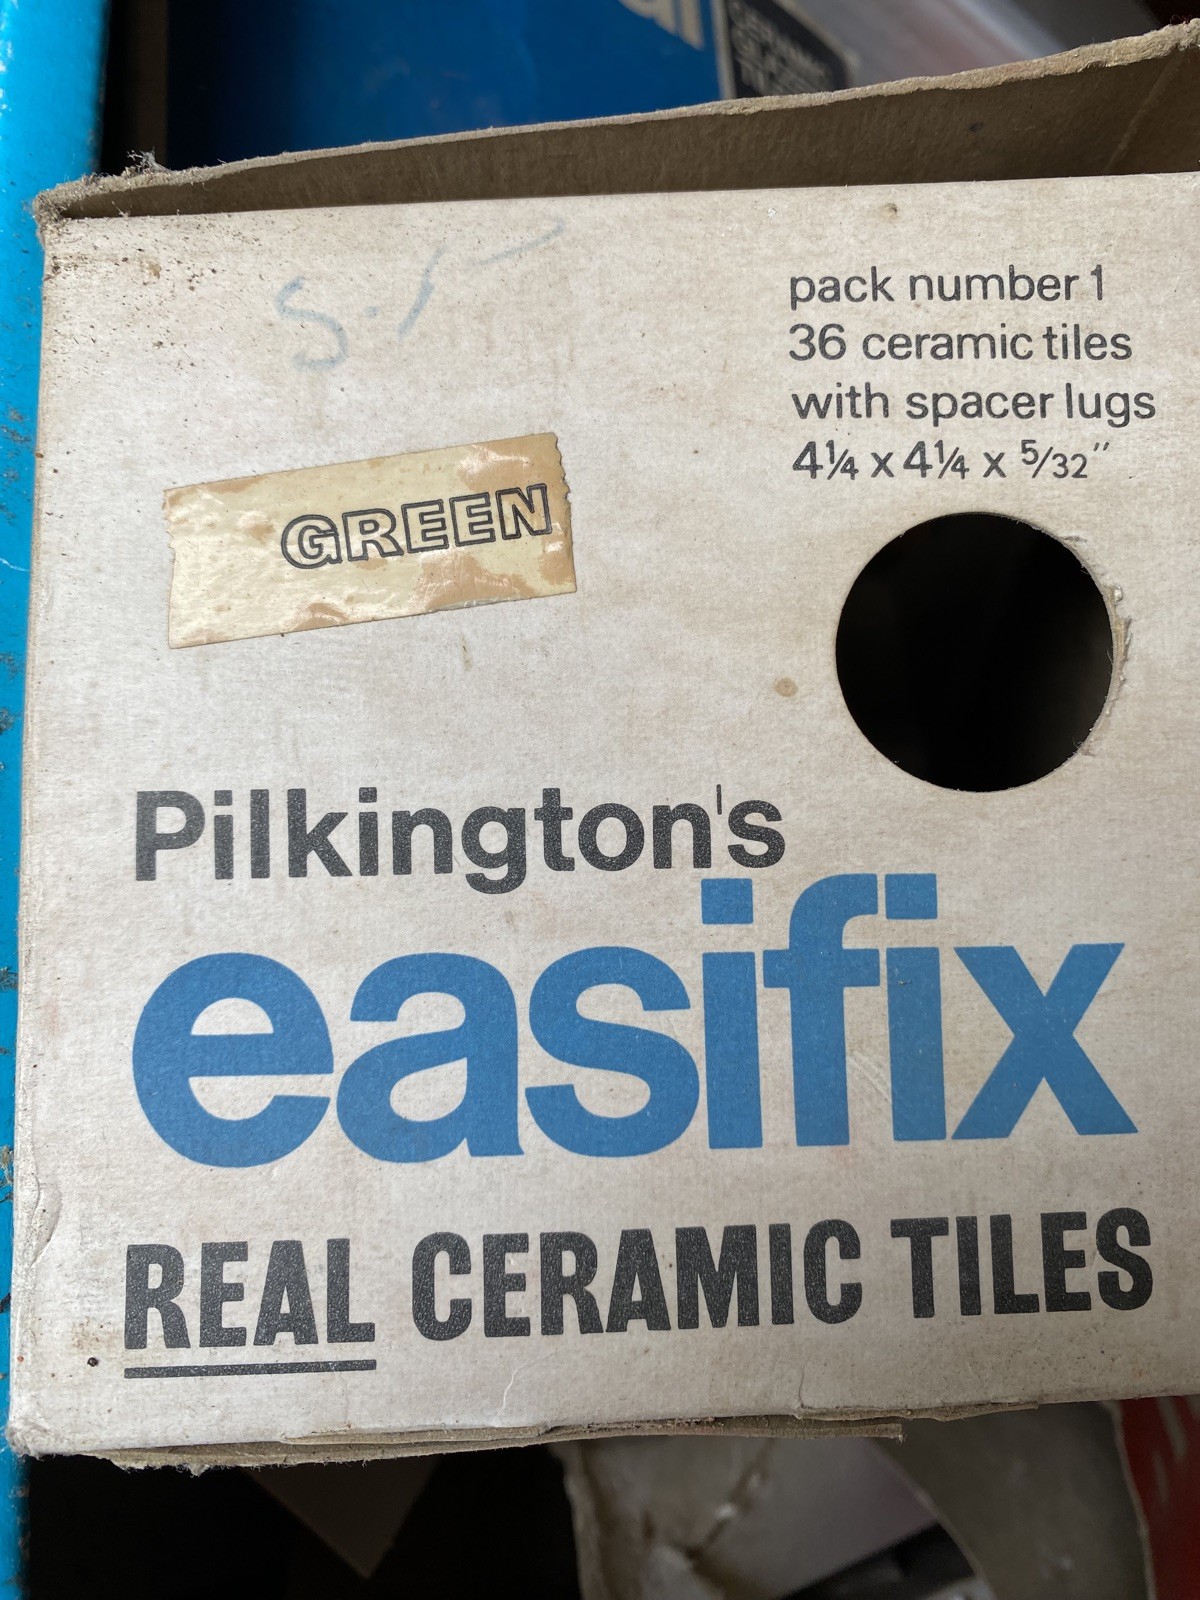 CERAMIC
pack number 1
36 ceramic tiles
with spacer lugs
4¼ x 4¼ x 5/32"
GREEN
Pilkington's
easifix
REAL CERAMIC TILES